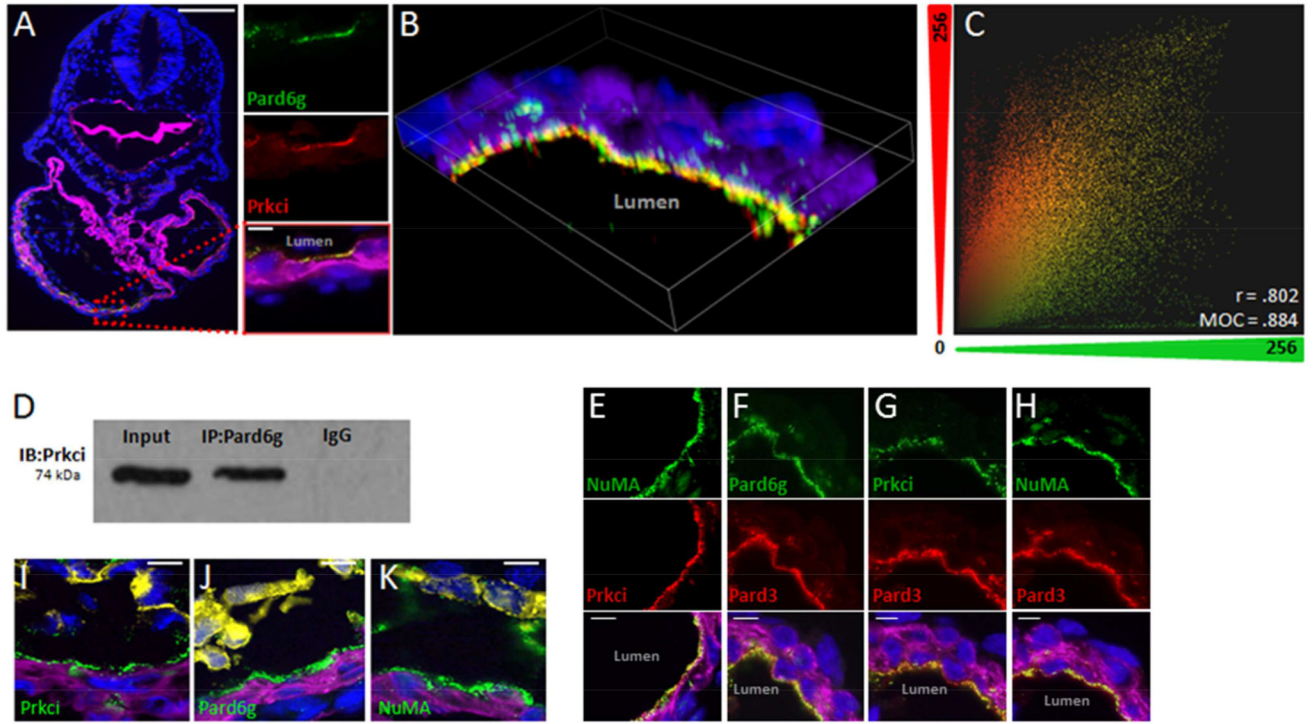 A
Pard6g
Prkci
Lumen
B
Lumen
256
0
256
C
r = .802
MOC = .884
D
Input IP:Pard6g IgG
IB:Prkci
74 kDa
E
NuMA
Prkci
Lumen
F
Pard6g
Pard3
Lumen
G
Prkci
Pard3
Lumen
H
NuMA
Pard3
Lumen
I
Prkci
J
Pard6g
K
NuMA